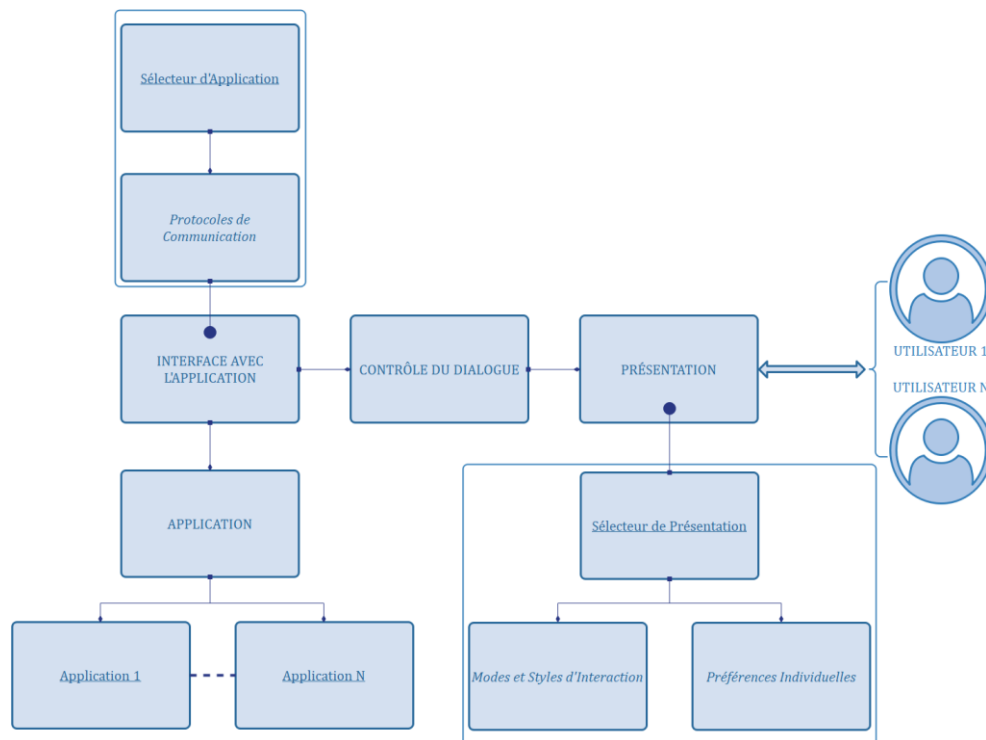 Sélecteur d'Application
Protocoles de
Communication
INTERFACE AVEC
L'APPLICATION
CONTRÔLE DU DIALOGUE
PRÉSENTATION
UTILISATEUR 1
UTILISATEUR N
APPLICATION
Sélecteur de Présentation
Application 1
Application N
Modes et Styles d'Interaction
Préférences Individuelles